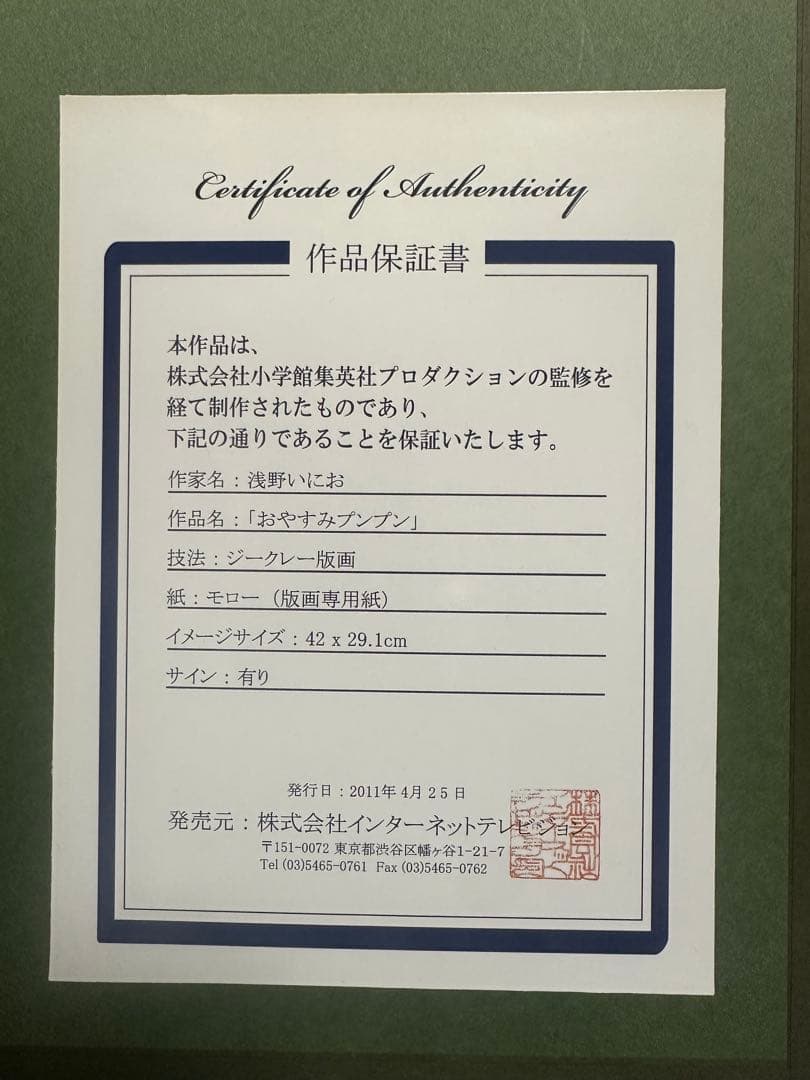 Certificate of Authenticity
作品保証書
本作品は、
株式会社小学館集英社プロダクションの監修を
経て制作されたものであり、
下記の通りであることを保証いたします。
作家名：浅野いにお
作品名：「おやすみプンプン」
技法：ジークレー版画
紙：モロー（版画専用紙）
イメージサイズ：42 x 29.1cm
サイン：有り
発行日：2011年4月25日
発売元：株式会社インターネットテレビジョン
〒151-0072 東京都渋谷区幡ヶ谷1-21-7
Tel (03)5465-0761 Fax (03)5465-0762